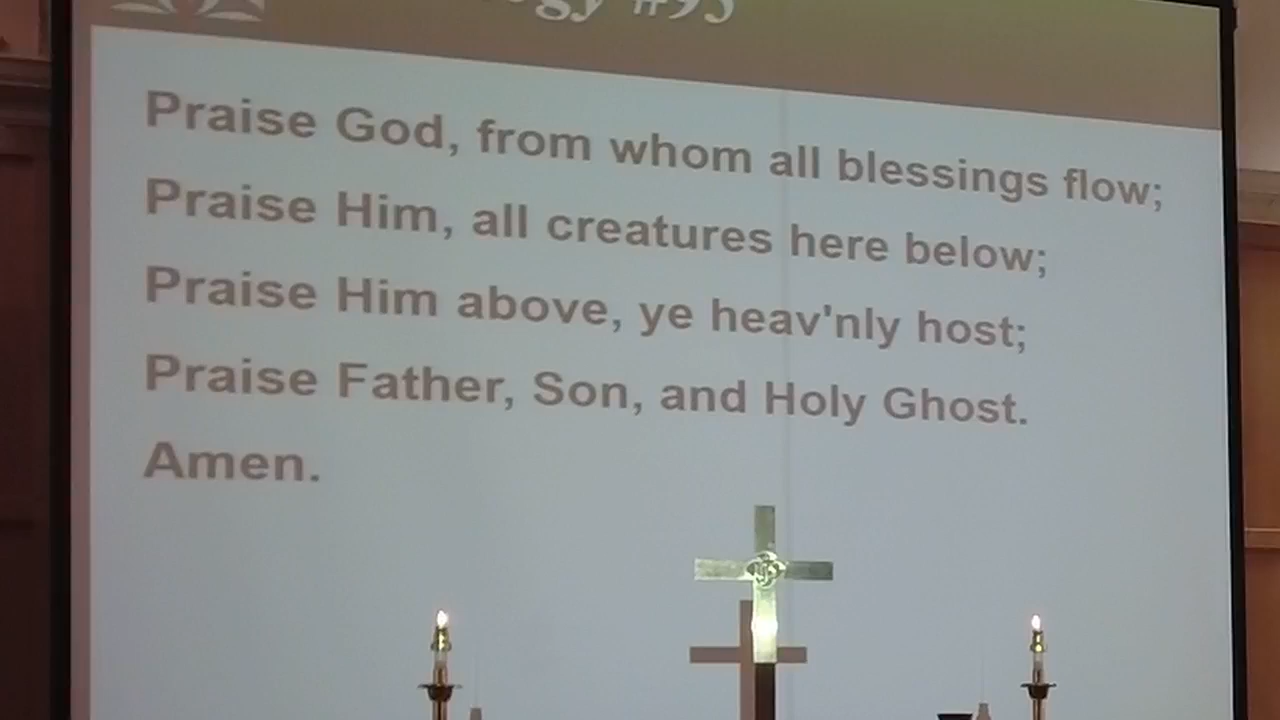 #95
Praise God, from whom all blessings flow;
Praise Him, all creatures here below;
Praise Him above, ye heav'nly host;
Praise Father, Son, and Holy Ghost.
Amen.